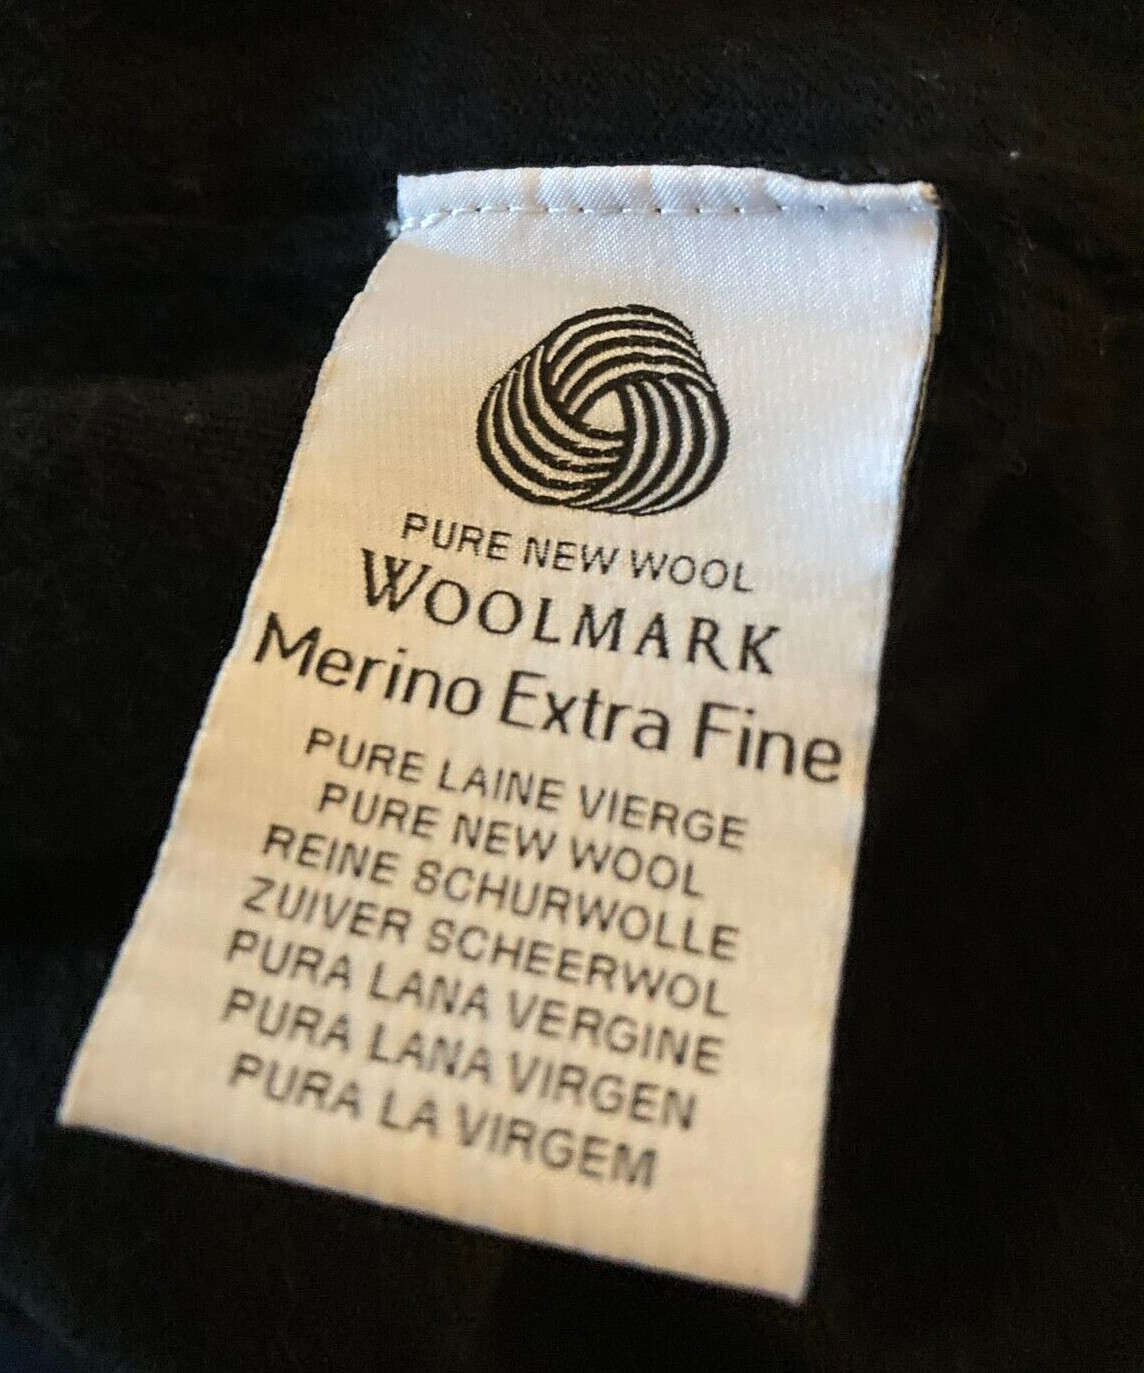 PURE NEW WOOL
WOOLMARK
Merino Extra Fine
PURE LAINE VIERGE
PURE NEW WOOL
REINE SCHURWOLLE
ZUIVER SCHEERWOL
PURA LANA VERGINE
PURA LANA VIRGEN
PURA LA VIRGEM